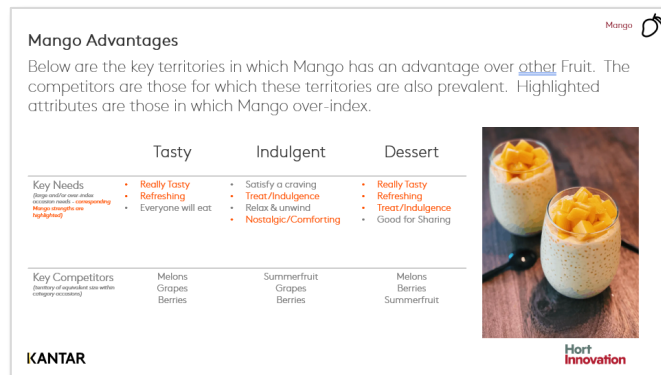 Mango
Mango Advantages
Below are the key territories in which Mango has an advantage over other Fruit. The
competitors are those for which these territories are also prevalent. Highlighted
attributes are those in which Mango over-index.
Tasty Indulgent Dessert
Key Needs
(large and/or over index
occasion needs - corresponding
Mango strengths are
highlighted)
• Really Tasty
• Refreshing
• Everyone will eat
• Satisfy a craving
• Treat/Indulgence
• Relax & unwind
• Nostalgic/Comforting
• Really Tasty
• Refreshing
• Treat/Indulgence
• Good for Sharing
Key Competitors
(territory of equivalent size within
category occasions)
Melons
Grapes
Berries
Summerfruit
Grapes
Berries
Melons
Berries
Summerfruit
KANTAR
Hort
Innovation